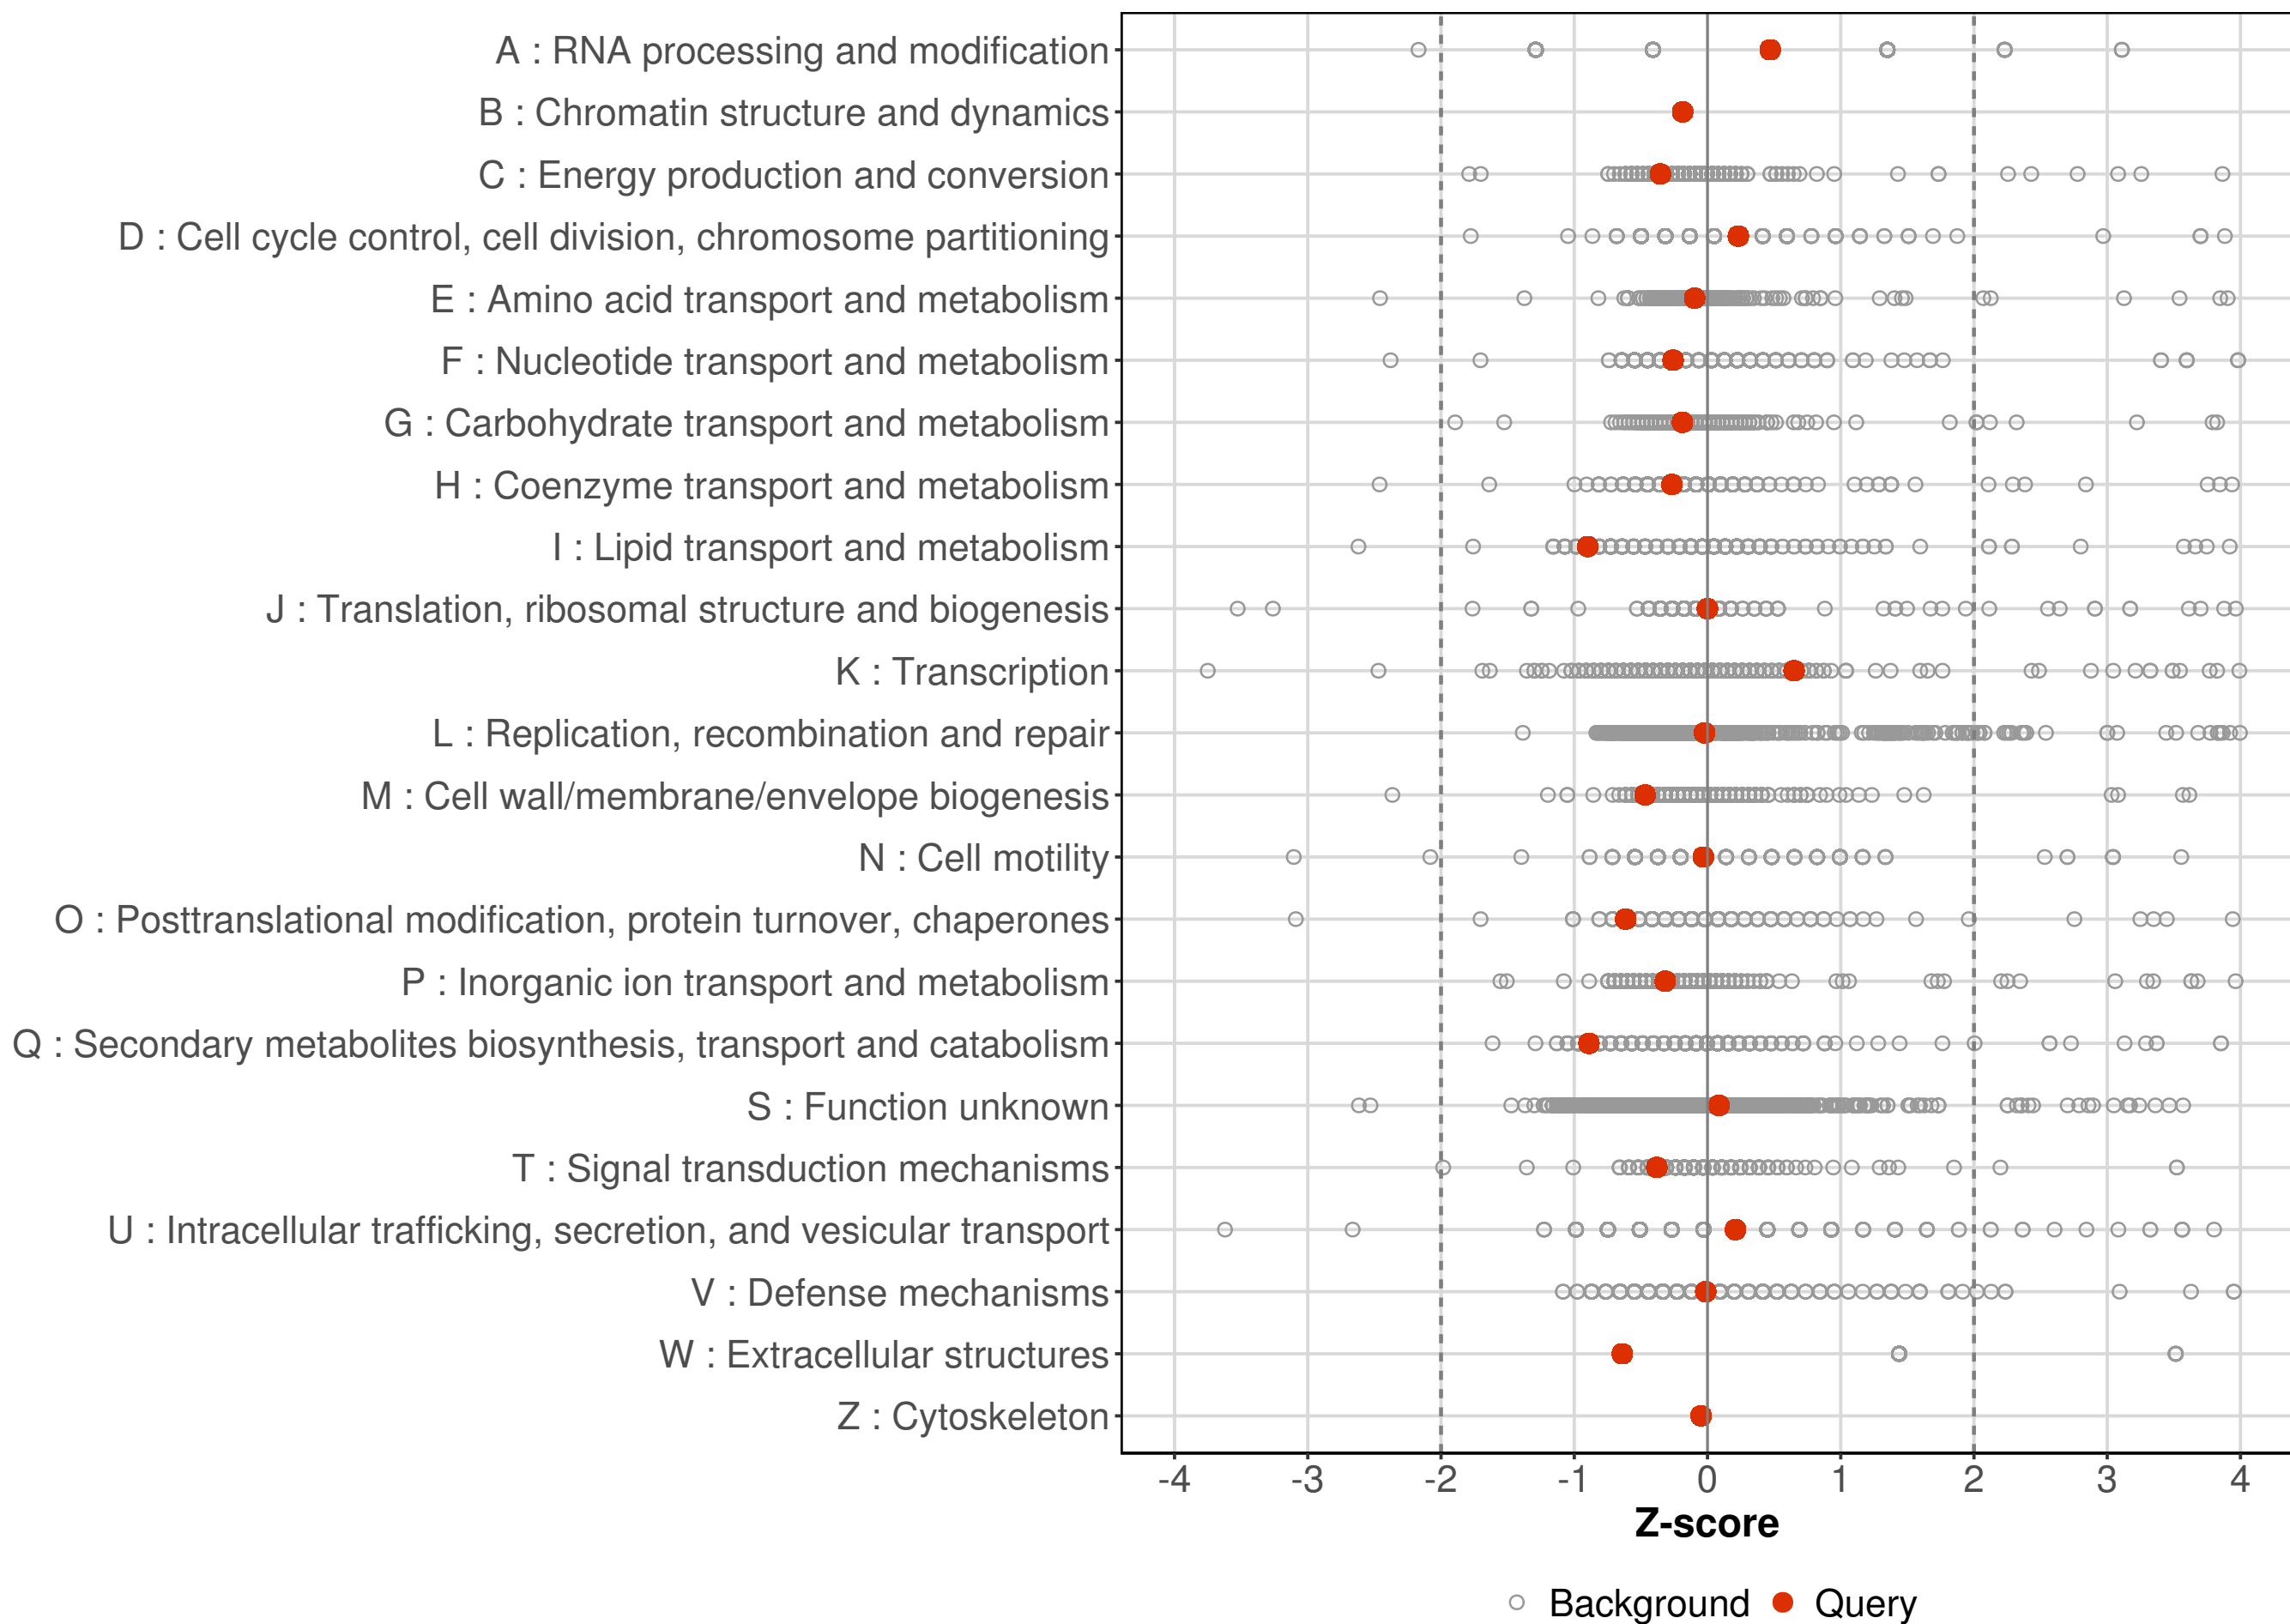 A : RNA processing and modification
B : Chromatin structure and dynamics
C : Energy production and conversion
D : Cell cycle control, cell division, chromosome partitioning
E : Amino acid transport and metabolism
F : Nucleotide transport and metabolism
G : Carbohydrate transport and metabolism
H : Coenzyme transport and metabolism
I : Lipid transport and metabolism
J : Translation, ribosomal structure and biogenesis
K : Transcription
L : Replication, recombination and repair
M : Cell wall/membrane/envelope biogenesis
N : Cell motility
O : Posttranslational modification, protein turnover, chaperones
P : Inorganic ion transport and metabolism
Q : Secondary metabolites biosynthesis, transport and catabolism
S : Function unknown
T : Signal transduction mechanisms
U : Intracellular trafficking, secretion, and vesicular transport
V : Defense mechanisms
W : Extracellular structures
Z : Cytoskeleton
-4 -3 -2 -1 0 1 2 3 4
Z-score
Background Query